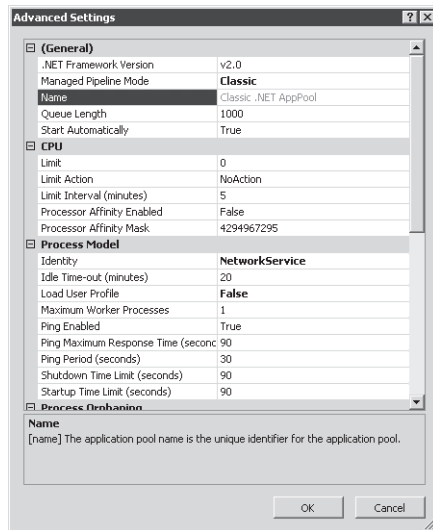 Advanced Settings
(General)
.NET Framework Version v2.0
Managed Pipeline Mode Classic
Name Classic .NET AppPool
Queue Length 1000
Start Automatically True
CPU
Limit 0
Limit Action NoAction
Limit Interval (minutes) 5
Processor Affinity Enabled False
Processor Affinity Mask 4294967295
Process Model
Identity NetworkService
Idle Time-out (minutes) 20
Load User Profile False
Maximum Worker Processes 1
Ping Enabled True
Ping Maximum Response Time (second 90
Ping Period (seconds) 30
Shutdown Time Limit (seconds) 90
Startup Time Limit (seconds) 90
Process Orphaning
Name
[name] The application pool name is the unique identifier for the application pool.
OK Cancel